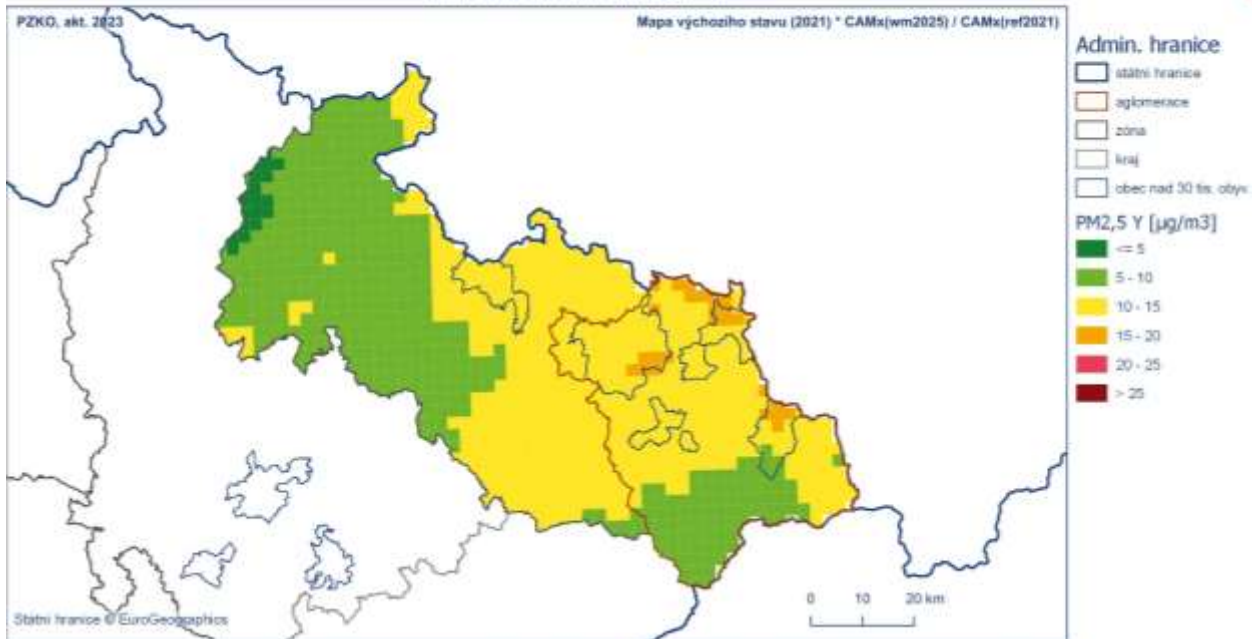 PZKO, akt. 2023
Mapa výchozího stavu (2021) * CAMx(wm2025) / CAMx(ref2021)
Admin. hranice
státní hranice
aglomerace
zóna
kraj
obec nad 30 tis. obyv.
PM2,5 Y [µg/m3]
<= 5
5 - 10
10 - 15
15 - 20
20 - 25
> 25
0 10 20 km
Státní hranice © EuroGeographics